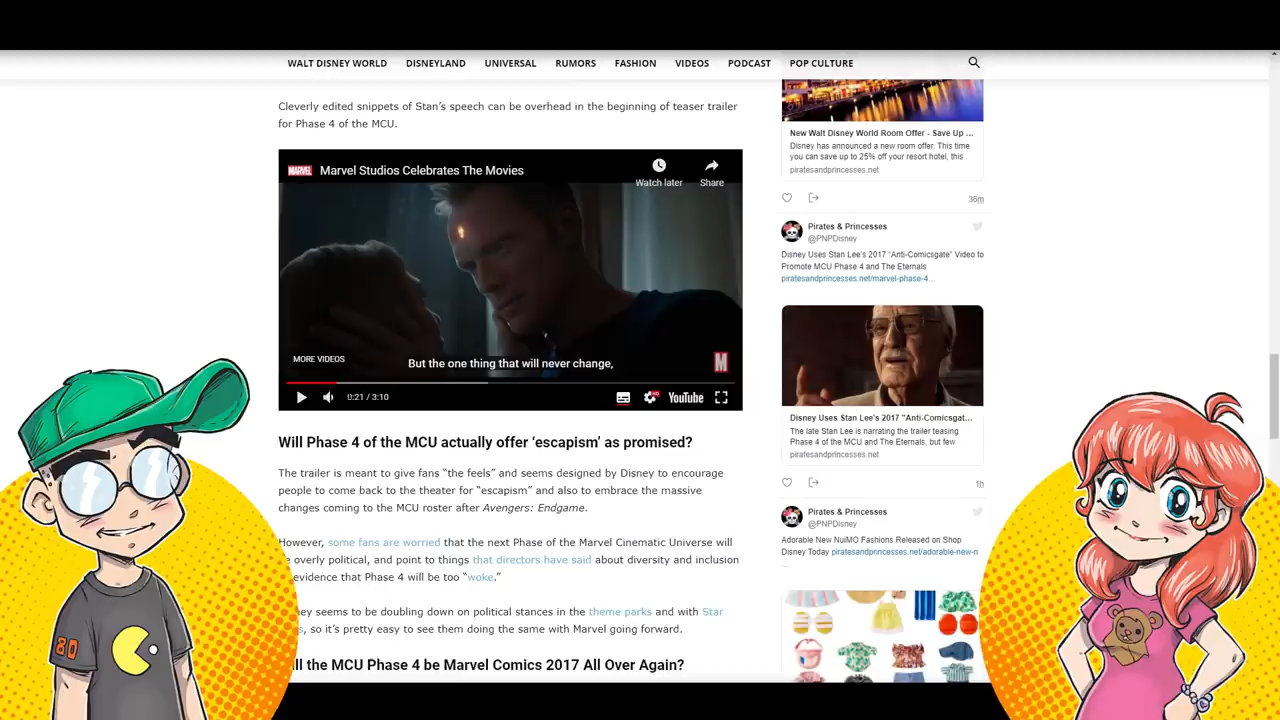 WALT DISNEY WORLD DISNEYLAND UNIVERSAL RUMORS FASHION VIDEOS PODCAST POP CULTURE
Cleverly edited snippets of Stan's speech can be overhead in the beginning of teaser trailer
for Phase 4 of the MCU.
MARVEL Marvel Studios Celebrates The Movies
Watch later
Share
MORE VIDEOS
But the one thing that will never change,
M
0:21 / 3:10
HD
YouTube
Will Phase 4 of the MCU actually offer 'escapism' as promised?
The trailer is meant to give fans "the feels" and seems designed by Disney to encourage
people to come back to the theater for "escapism" and also to embrace the massive
changes coming to the MCU roster after Avengers: Endgame.
However, some fans are worried that the next Phase of the Marvel Cinematic Universe will
overly political, and point to things that directors have said about diversity and inclusion
evidence that Phase 4 will be too "woke."
seems to be doubling down on political stances in the theme parks and with Star
, so it's pretty easy to see them doing the same with Marvel going forward.
the MCU Phase 4 be Marvel Comics 2017 All Over Again?
New Walt Disney World Room Offer - Save Up ...
Disney has announced a new room offer. This time
you can save up to 25% off your resort hotel, this
piratesandprincesses.net
36m
Pirates & Princesses
@PNPDisney
Disney Uses Stan Lee's 2017 "Anti-Comicsgate" Video to
Promote MCU Phase 4 and The Eternals
piratesandprincesses.net/marvel-phase-4...
Disney Uses Stan Lee's 2017 "Anti-Comicsgat...
The late Stan Lee is narrating the trailer teasing
Phase 4 of the MCU and The Eternals, but few
piratesandprincesses.net
1h
Pirates & Princesses
@PNPDisney
Adorable New NuiMO Fashions Released on Shop
Disney Today piratesandprincesses.net/adorable-new-n
...
80